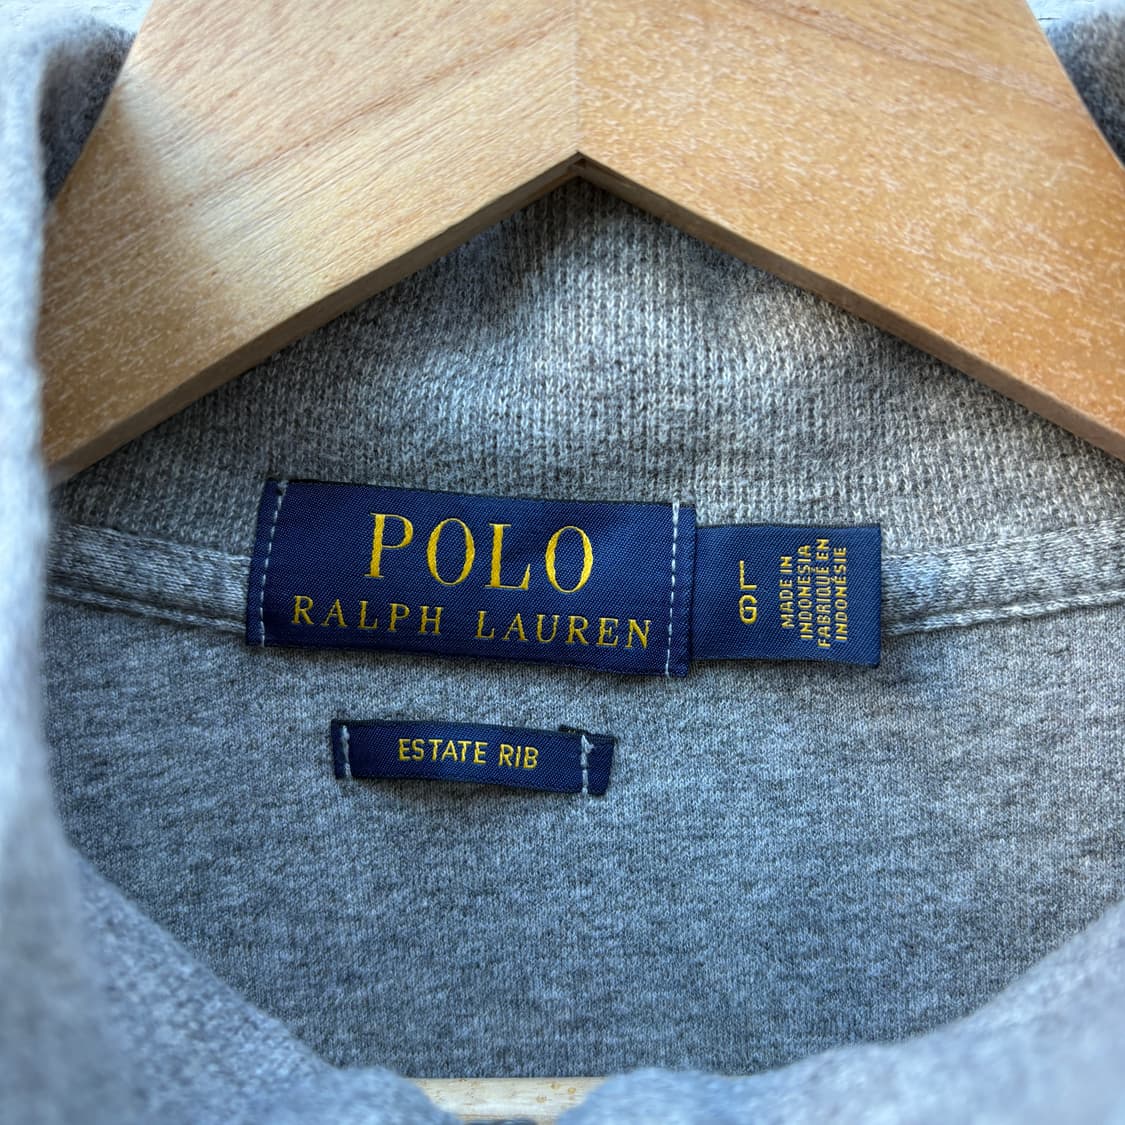 POLO
RALPH LAUREN
L
G
MADE IN
INDONESIA
FABRIQUÉ EN
INDONÉSIE
ESTATE RIB